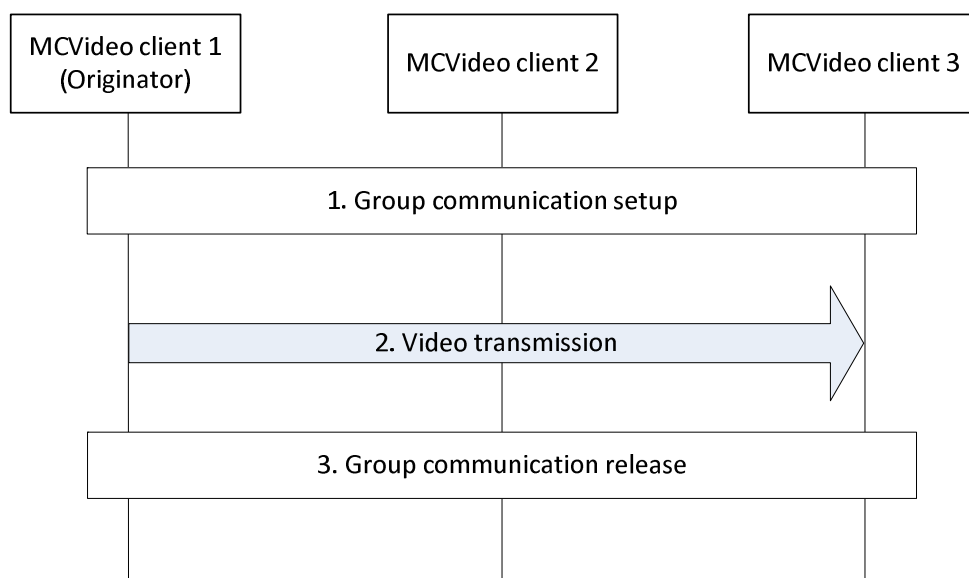 MCVideo client 1
(Originator)
MCVideo client 2
MCVideo client 3
1. Group communication setup
2. Video transmission
3. Group communication release